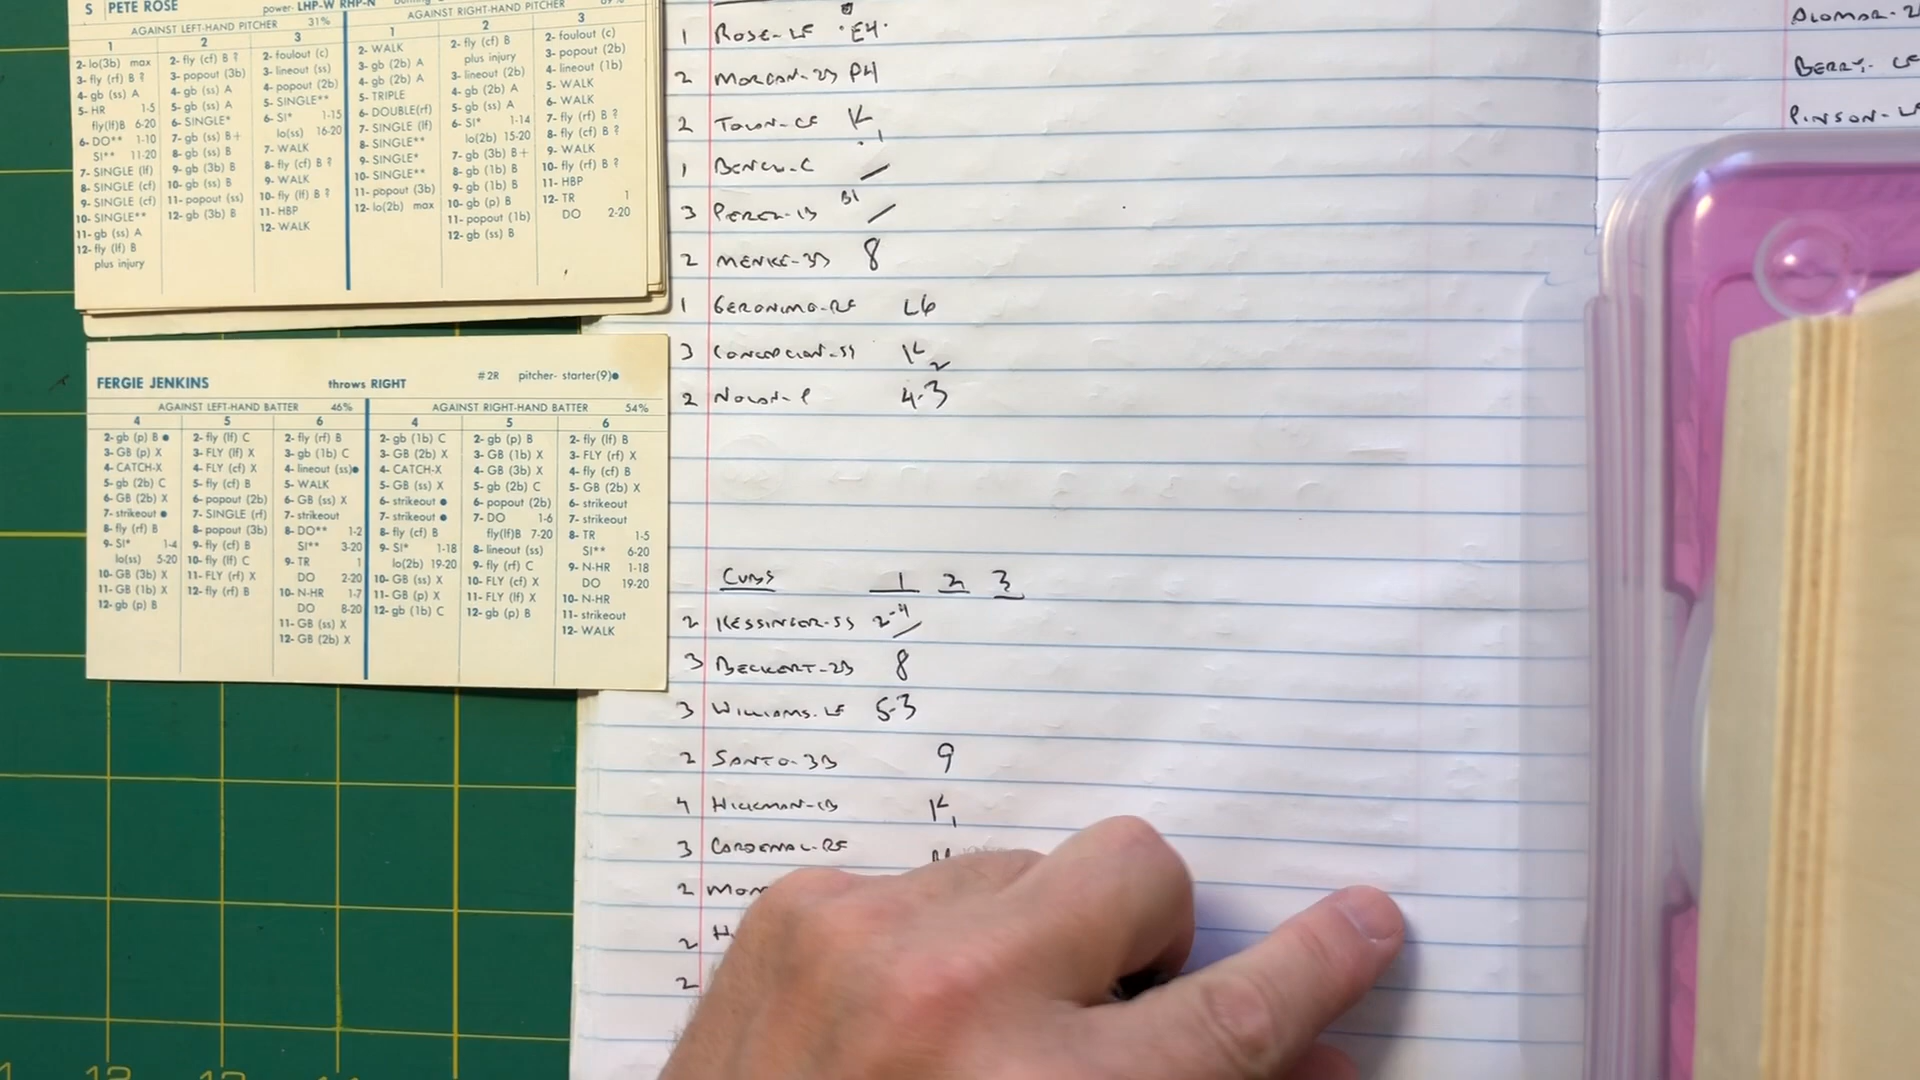 S PETE ROSE power- LHP-W RHP-N
AGAINST LEFT-HAND PITCHER 31%
1 2 3
2- lo(3b) max
3- fly (rf) B ?
4- gb (ss) A
5- HR 1-5
fly(lf)B 6-20
6- DO** 1-10
SI** 11-20
7- SINGLE (lf)
8- SINGLE (cf)
9- SINGLE (cf)
10- SINGLE**
11- gb (ss) A
12- fly (lf) B
plus injury
2- fly (cf) B ?
3- popout (3b)
4- gb (ss) A
5- gb (ss) A
6- SINGLE*
7- gb (ss) B+
8- gb (ss) B
9- gb (3b) B
10- gb (ss) B
11- popout (ss)
12- gb (3b) B
2- foulout (c)
3- lineout (ss)
4- popout (2b)
5- SINGLE**
6- SI* 1-15
lo(ss) 16-20
7- WALK
8- fly (cf) B ?
9- WALK
10- fly (lf) B ?
11- HBP
12- WALK
AGAINST RIGHT-HAND PITCHER
1 2 3
2- WALK
3- gb (2b) A
4- gb (2b) A
5- TRIPLE
6- DOUBLE(rf)
7- SINGLE (lf)
8- SINGLE**
9- SINGLE*
10- SINGLE**
11- popout (3b)
12- lo(2b) max
2- fly (cf) B
plus injury
3- lineout (2b)
4- gb (2b) A
5- gb (ss) A
6- SI* 1-14
lo(2b) 15-20
7- gb (3b) B+
8- gb (1b) B
9- gb (1b) B
10- gb (p) B
11- popout (1b)
12- gb (ss) B
2- foulout (c)
3- popout (2b)
4- lineout (1b)
5- WALK
6- WALK
7- fly (rf) B ?
8- fly (cf) B ?
9- WALK
10- fly (rf) B ?
11- HBP
12- TR 1
DO 2-20
FERGIE JENKINS throws RIGHT #2R pitcher- starter(9)●
AGAINST LEFT-HAND BATTER 46%
4 5 6
2- gb (p) B ●
3- GB (p) X
4- CATCH-X
5- gb (2b) C
6- GB (2b) X
7- strikeout ●
8- fly (rf) B
9- SI* 1-4
lo(ss) 5-20
10- GB (3b) X
11- GB (1b) X
12- gb (p) B
2- fly (lf) C
3- FLY (lf) X
4- FLY (cf) X
5- fly (cf) B
6- popout (2b)
7- SINGLE (rf)
8- popout (3b)
9- fly (cf) B
10- fly (lf) C
11- FLY (rf) X
12- fly (rf) B
2- fly (rf) B
3- gb (1b) C
4- lineout (ss)●
5- WALK
6- GB (ss) X
7- strikeout
8- DO** 1-2
SI** 3-20
9- TR 1
DO 2-20
10- N-HR 1-7
DO 8-20
11- GB (ss) X
12- GB (2b) X
AGAINST RIGHT-HAND BATTER 54%
4 5 6
2- gb (1b) C
3- GB (2b) X
4- CATCH-X
5- GB (ss) X
6- strikeout ●
7- strikeout ●
8- fly (cf) B
9- SI* 1-18
lo(2b) 19-20
10- GB (ss) X
11- GB (p) X
12- gb (1b) C
2- gb (p) B
3- GB (1b) X
4- GB (3b) X
5- gb (2b) C
6- popout (2b)
7- DO 1-6
fly(lf)B 7-20
8- lineout (ss)
9- fly (rf) C
10- FLY (cf) X
11- FLY (lf) X
12- gb (p) B
2- fly (lf) B
3- FLY (rf) X
4- fly (cf) B
5- GB (2b) X
6- strikeout
7- strikeout
8- TR 1-5
SI** 6-20
9- N-HR 1-18
DO 19-20
10- N-HR
11- strikeout
12- WALK
1 ROSE-LF E4
2 MORGAN-2B P4
2 TOLAN-CF K1
1 BENCH-C
3 PEREZ-1B B1
2 MENKE-3B 8
1 GERONIMO-RF L6
3 CONCEPCION-SS K2
2 NOLAN-P 4-3
CUBS 1 2 3
2 KESSINGER-SS 2-4
3 BECKERT-2B 8
3 WILLIAMS-LF 5-3
2 SANTO-3B 9
4 HICKMAN-1B K1
3 CARDENAL-RF
2 MON
2 H
2
ALOMAR-2
BERRY- CF
PINSON-LF